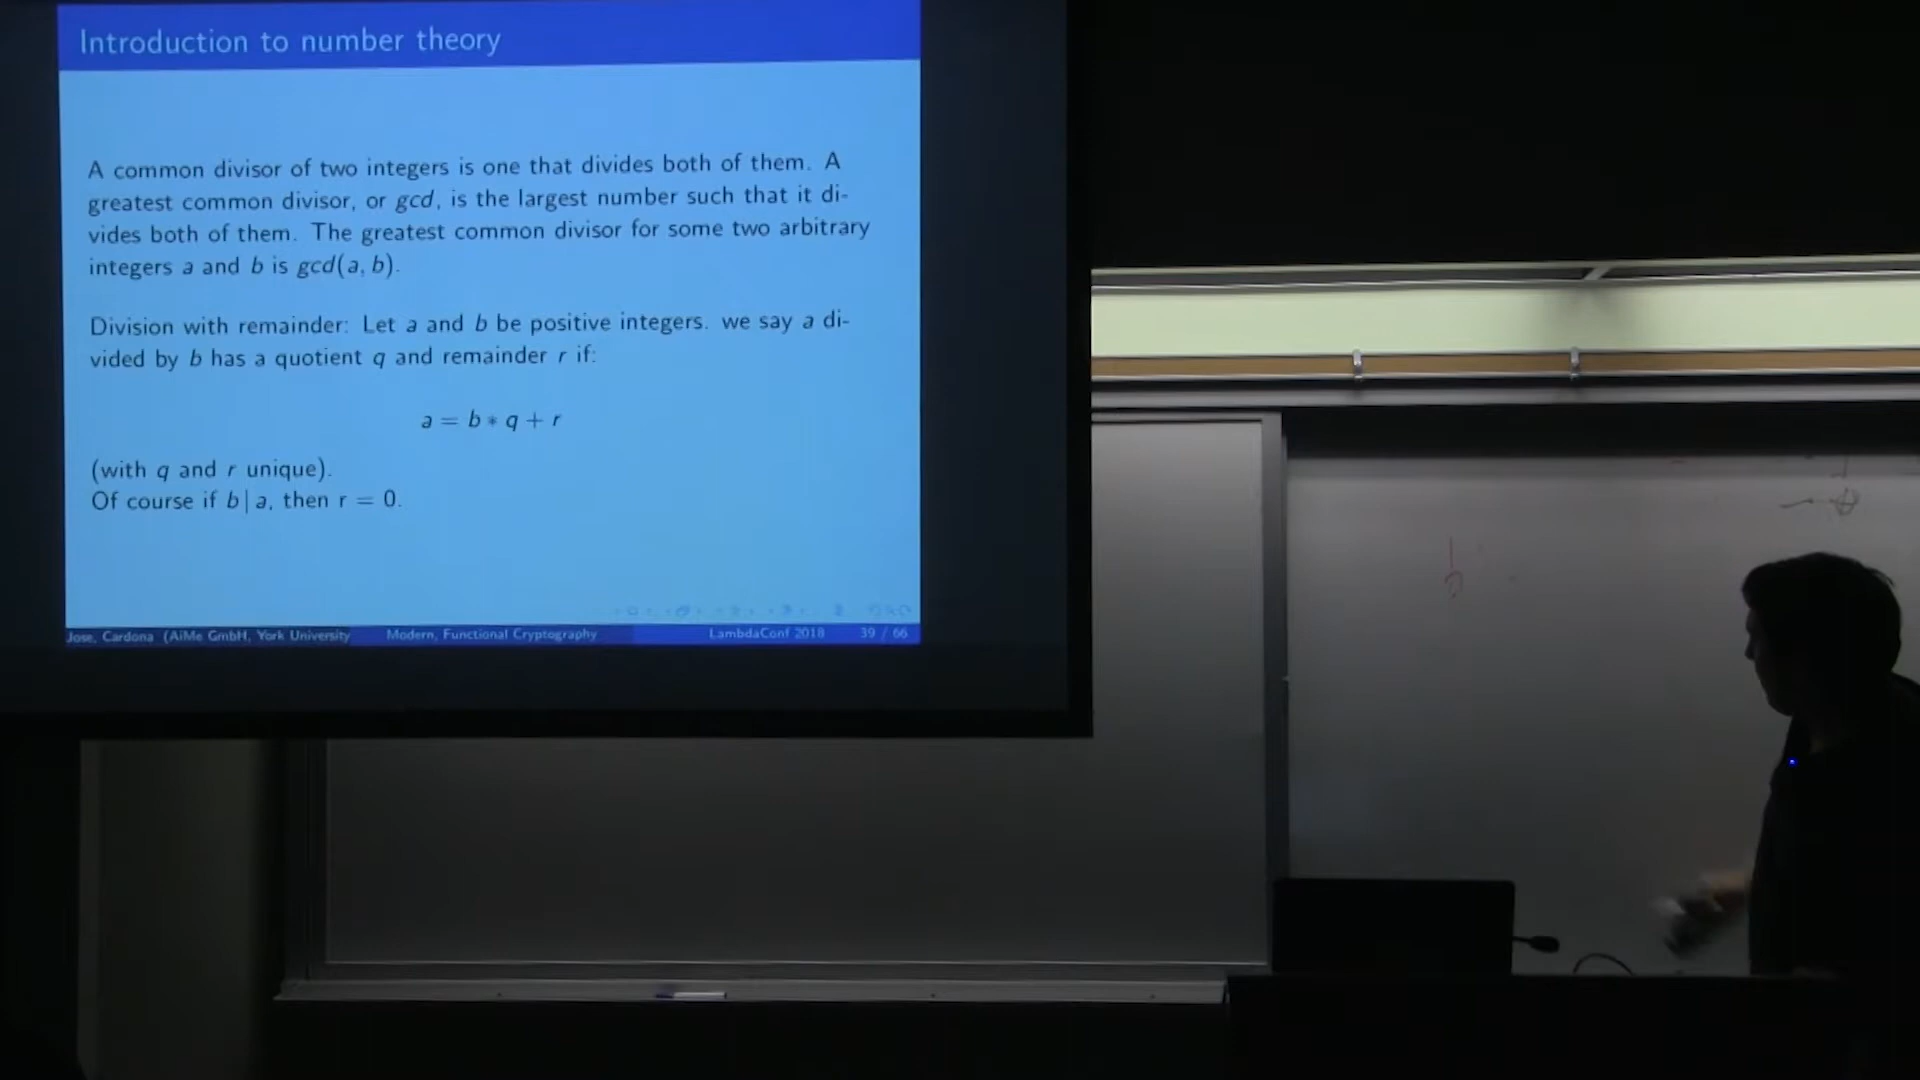 Introduction to number theory
A common divisor of two integers is one that divides both of them. A
greatest common divisor, or gcd, is the largest number such that it di-
vides both of them. The greatest common divisor for some two arbitrary
integers a and b is gcd(a, b).
Division with remainder: Let a and b be positive integers. we say a di-
vided by b has a quotient q and remainder r if:
a = b * q + r
(with q and r unique).
Of course if b | a, then r = 0.
Jose, Cardona (AiMe GmbH, York University
Modern, Functional Cryptography
LambdaConf 2018
39 / 66